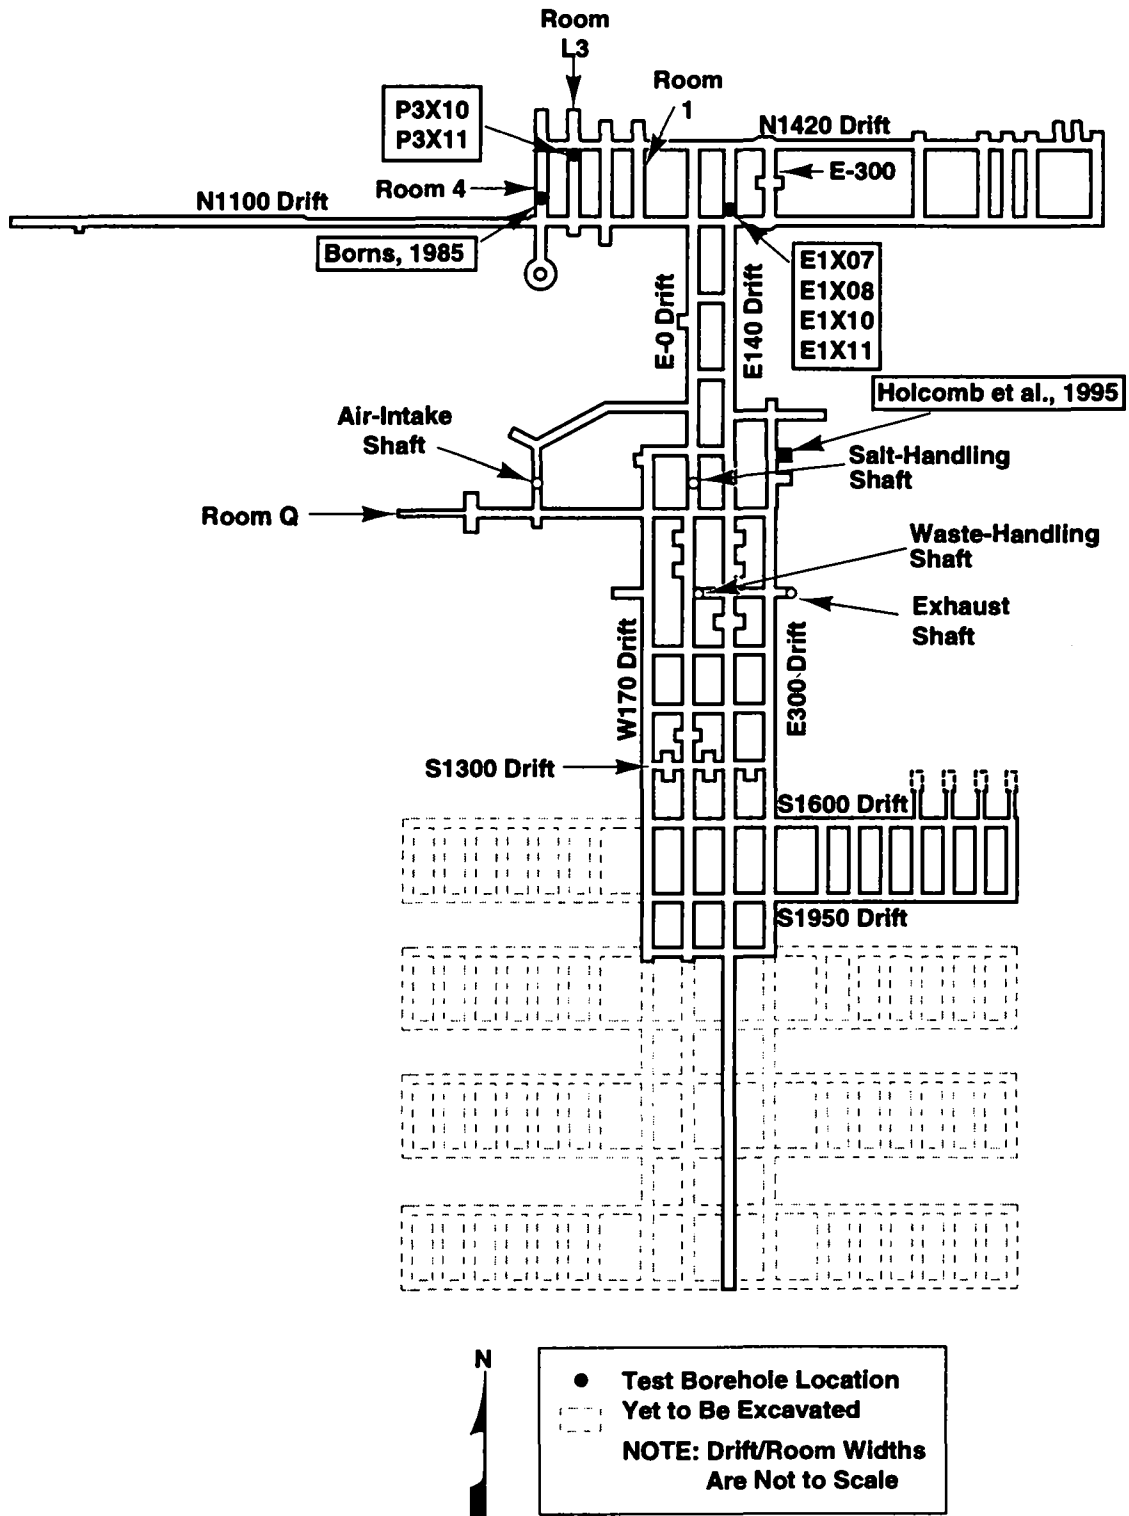 Room
L3
Room
1
P3X10
P3X11
N1420 Drift
E-300
Room 4
N1100 Drift
Borns, 1985
E1X07
E1X08
E1X10
E1X11
E-0 Drift
E140 Drift
Holcomb et al., 1995
Air-Intake
Shaft
Salt-Handling
Shaft
Room Q
Waste-Handling
Shaft
Exhaust
Shaft
W170 Drift
E300 Drift
S1300 Drift
S1600 Drift
S1950 Drift
N
Test Borehole Location
Yet to Be Excavated
NOTE: Drift/Room Widths
Are Not to Scale